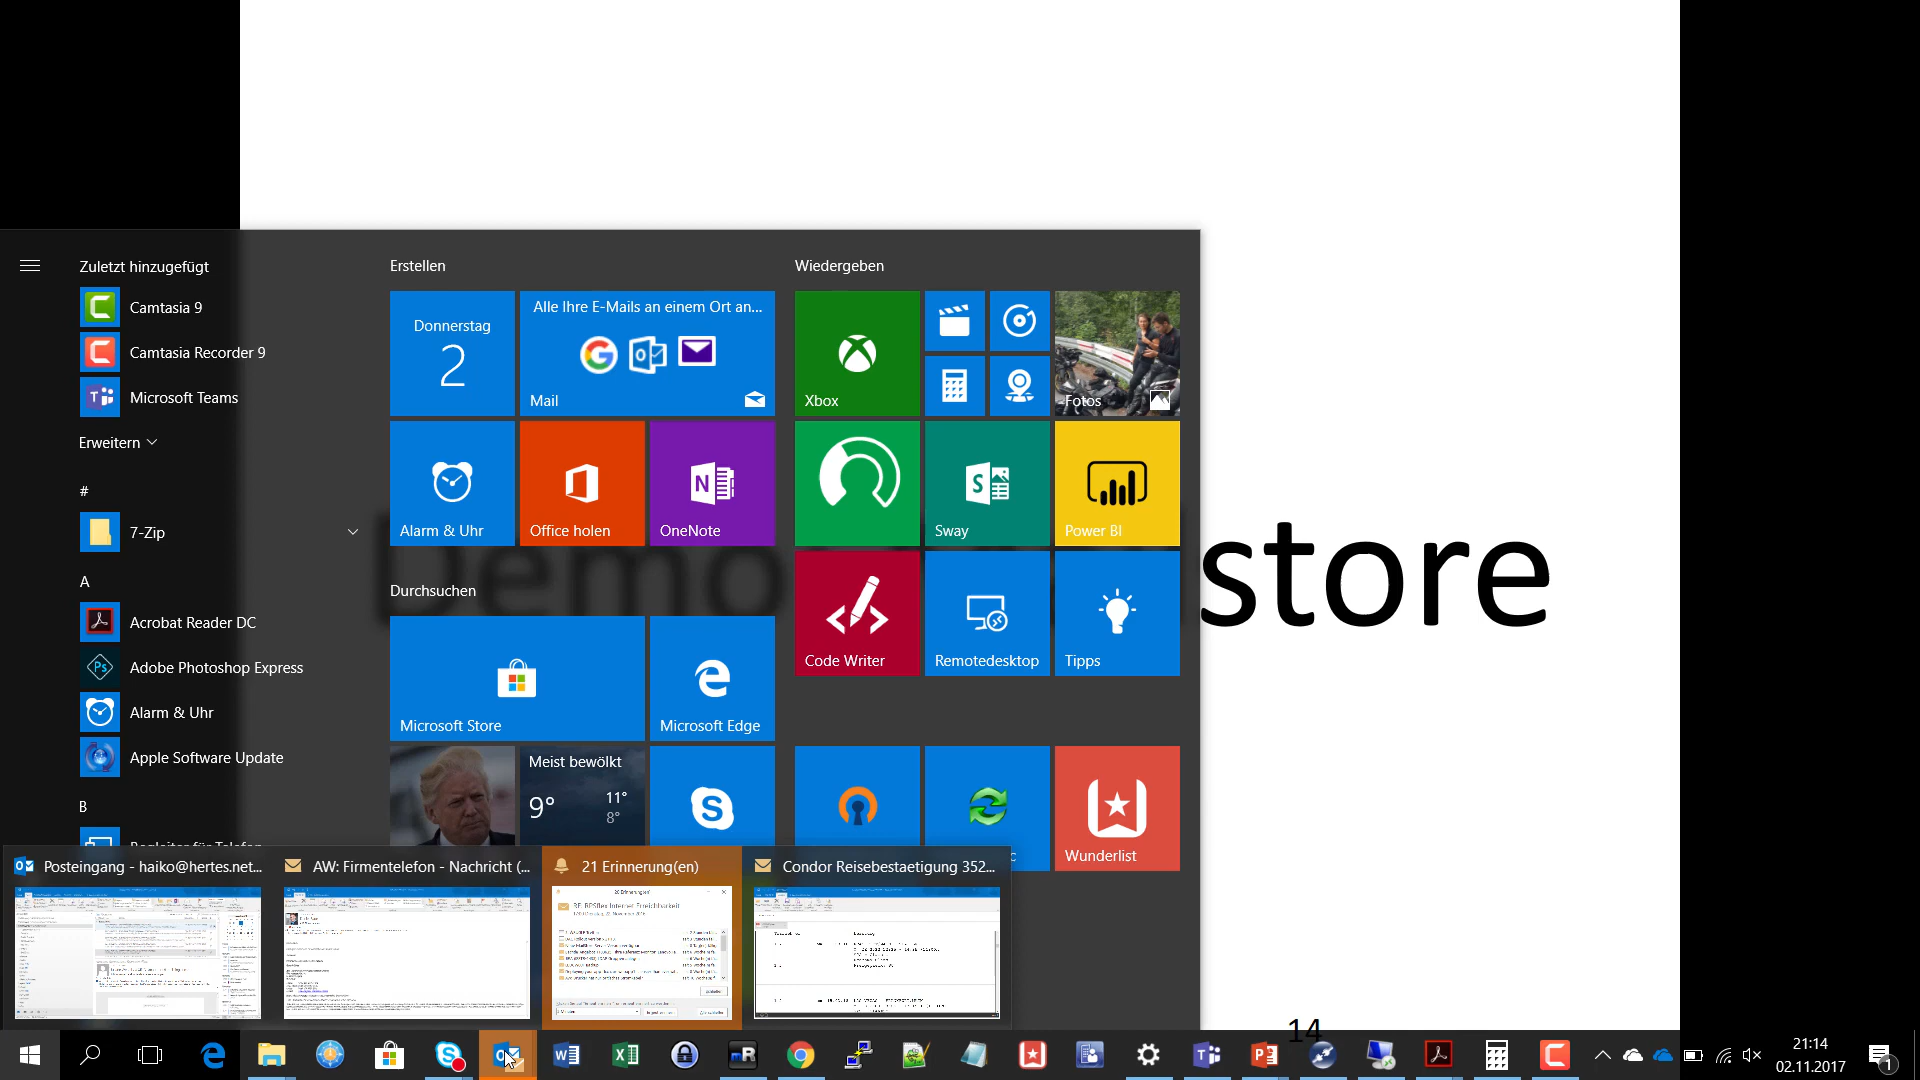 Zuletzt hinzugefügt
Camtasia 9
Camtasia Recorder 9
Microsoft Teams
Erweitern
#
7-Zip
A
Acrobat Reader DC
Adobe Photoshop Express
Alarm & Uhr
Apple Software Update
B
Erstellen
Donnerstag
2
Alle Ihre E-Mails an einem Ort an...
Mail
Alarm & Uhr
Office holen
OneNote
Durchsuchen
Microsoft Store
Microsoft Edge
Meist bewölkt
9°
11°
8°
Wiedergeben
Xbox
Fotos
Sway
Power BI
Code Writer
Remotedesktop
Tipps
Wunderlist
Demo
store
Posteingang - haiko@hertes.net...
AW: Firmentelefon - Nachricht (...
21 Erinnerung(en)
Condor Reisebestaetigung 352...
14
21:14
02.11.2017
1